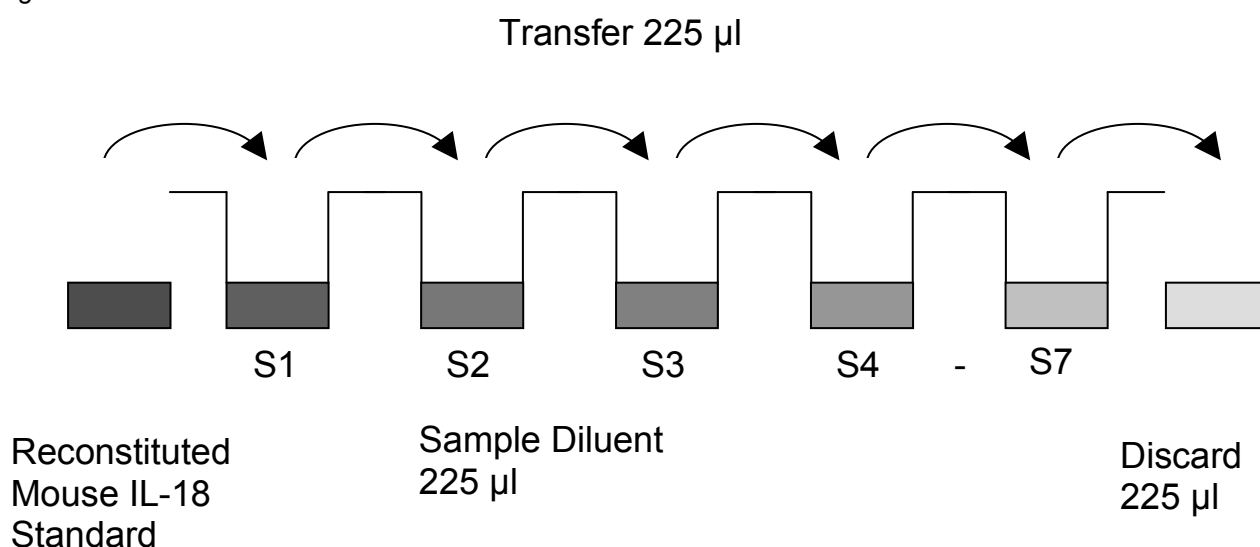 Transfer 225 µl
S1 S2 S3 S4 - S7
Reconstituted
Mouse IL-18
Standard
Sample Diluent
225 µl
Discard
225 µl